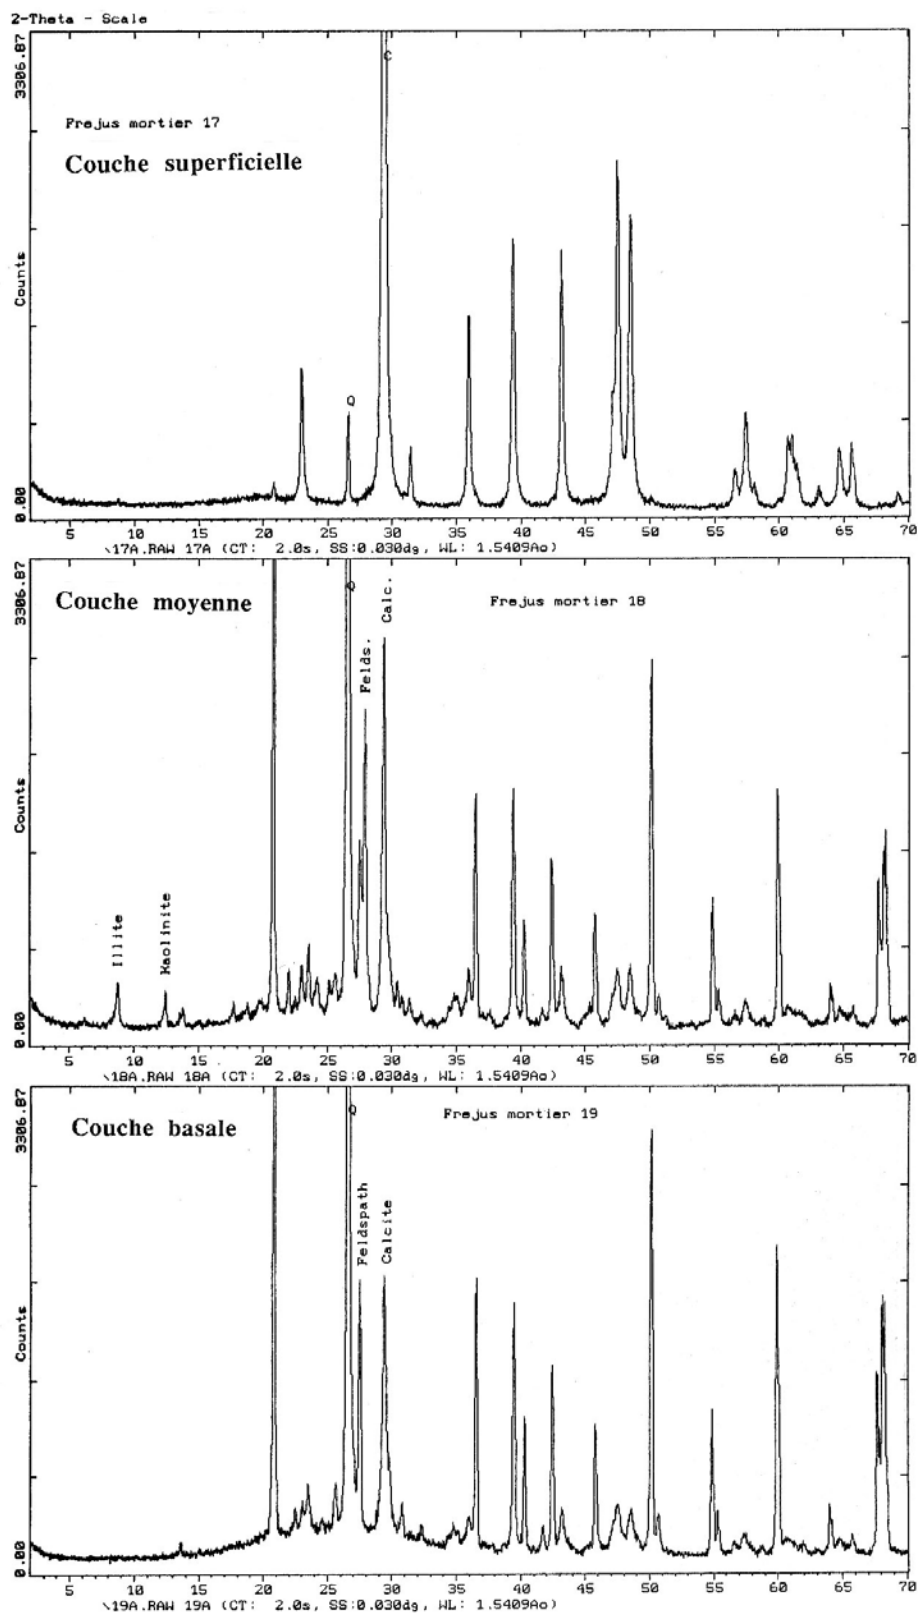 2-Theta - Scale
3306.87
C
Frejus mortier 17
Couche superficielle
Q
Counts
0.00
5 10 15 20 25 30 35 40 45 50 55 60 65 70
\17A.RAW 17A (CT: 2.0s, SS:0.030dg, WL: 1.5409Ao)
3306.87
Couche moyenne
Q
Calc.
Frejus mortier 18
Felds.
Counts
Illite
Kaolinite
0.00
5 10 15 20 25 30 35 40 45 50 55 60 65 70
\18A.RAW 18A (CT: 2.0s, SS:0.030dg, WL: 1.5409Ao)
3306.87
Couche basale
Q
Frejus mortier 19
Feldspath
Calcite
Counts
0.00
5 10 15 20 25 30 35 40 45 50 55 60 65 70
\19A.RAW 19A (CT: 2.0s, SS:0.030dg, WL: 1.5409Ao)